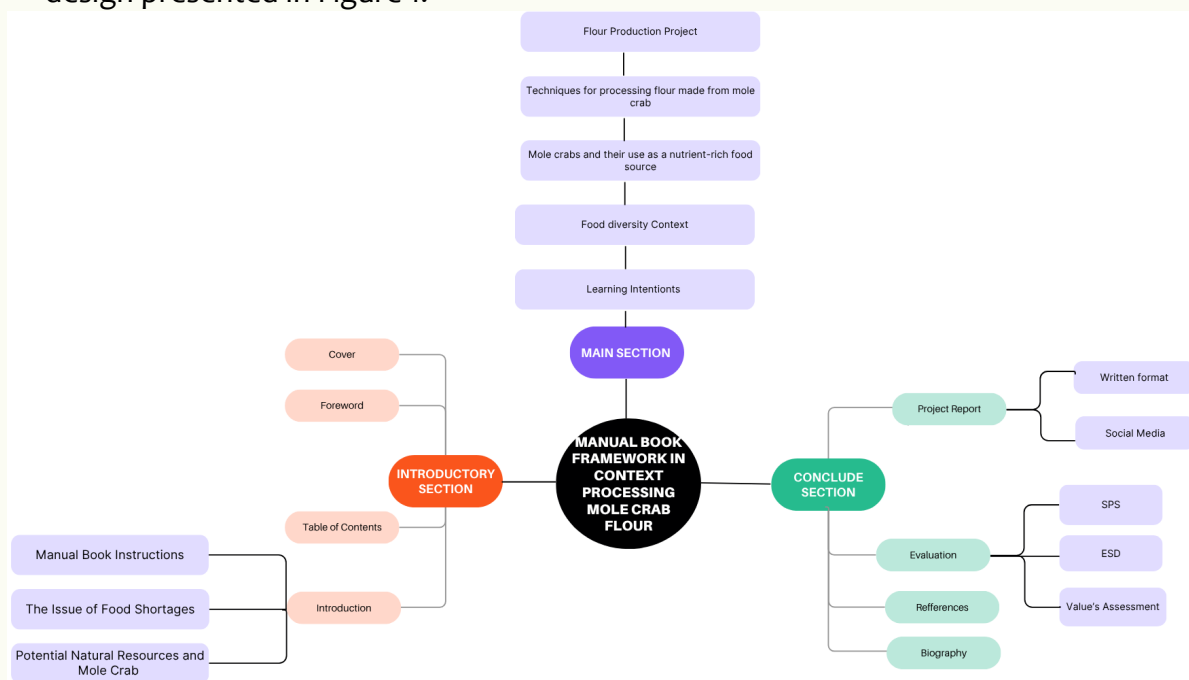 design presented in Figure 4.
Flour Production Project
Techniques for processing flour made from mole
crab
Mole crabs and their use as a nutrient-rich food
source
Food diversity Context
Learning Intentionts
MAIN SECTION
Cover
Foreword
INTRODUCTORY
SECTION
Table of Contents
Introduction
Manual Book Instructions
The Issue of Food Shortages
Potential Natural Resources and
Mole Crab
MANUAL BOOK
FRAMEWORK IN
CONTEXT
PROCESSING
MOLE CRAB
FLOUR
CONCLUDE
SECTION
Project Report
Written format
Social Media
Evaluation
SPS
ESD
Value's Assessment
Refferences
Biography